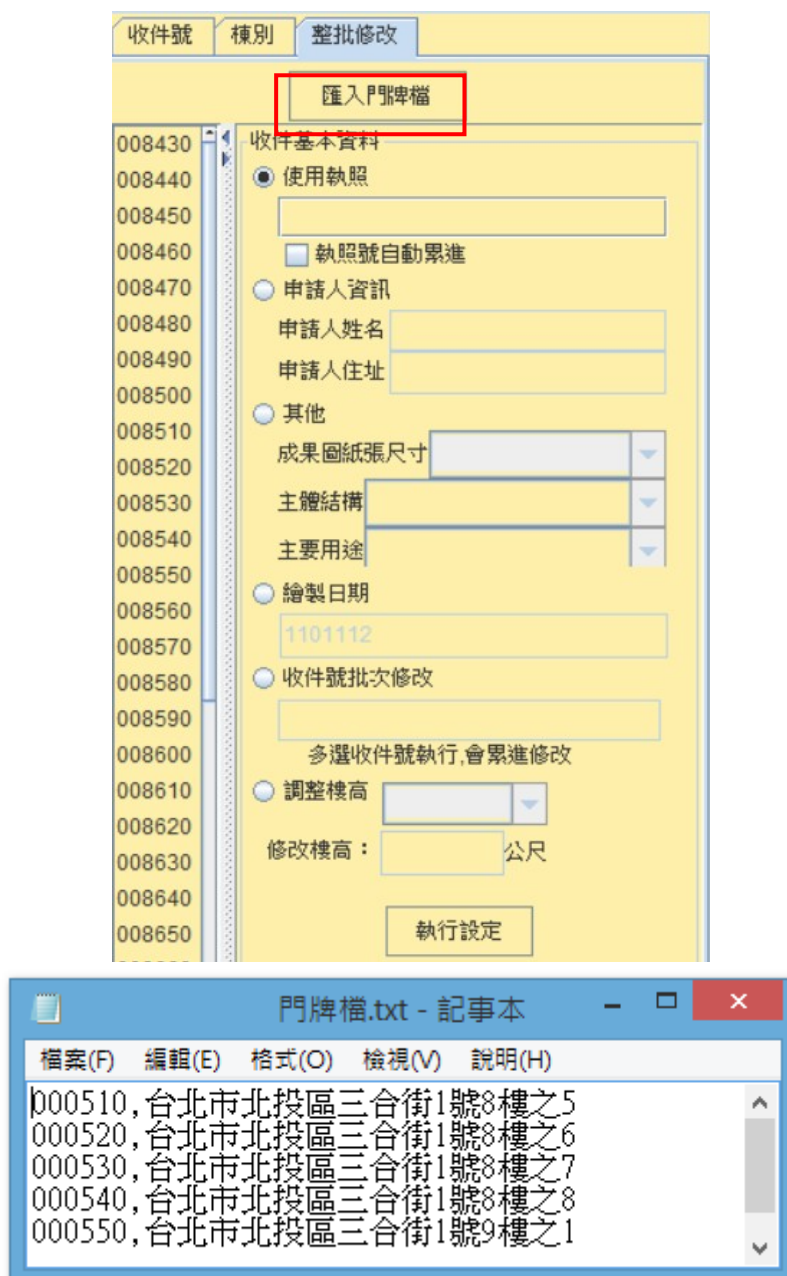 收件號 棟別 整批修改
匯入門牌檔
008430
008440
008450
008460
008470
008480
008490
008500
008510
008520
008530
008540
008550
008560
008570
008580
008590
008600
008610
008620
008630
008640
008650
收件基本資料
使用執照
執照號自動累進
申請人資訊
申請人姓名
申請人住址
其他
成果圖紙張尺寸
主體結構
主要用途
繪製日期
1101112
收件號批次修改
多選收件號執行,會累進修改
調整樓高
修改樓高： 公尺
執行設定
門牌檔.txt - 記事本
檔案(F) 編輯(E) 格式(O) 檢視(V) 說明(H)
000510,台北市北投區三合街1號8樓之5
000520,台北市北投區三合街1號8樓之6
000530,台北市北投區三合街1號8樓之7
000540,台北市北投區三合街1號8樓之8
000550,台北市北投區三合街1號9樓之1